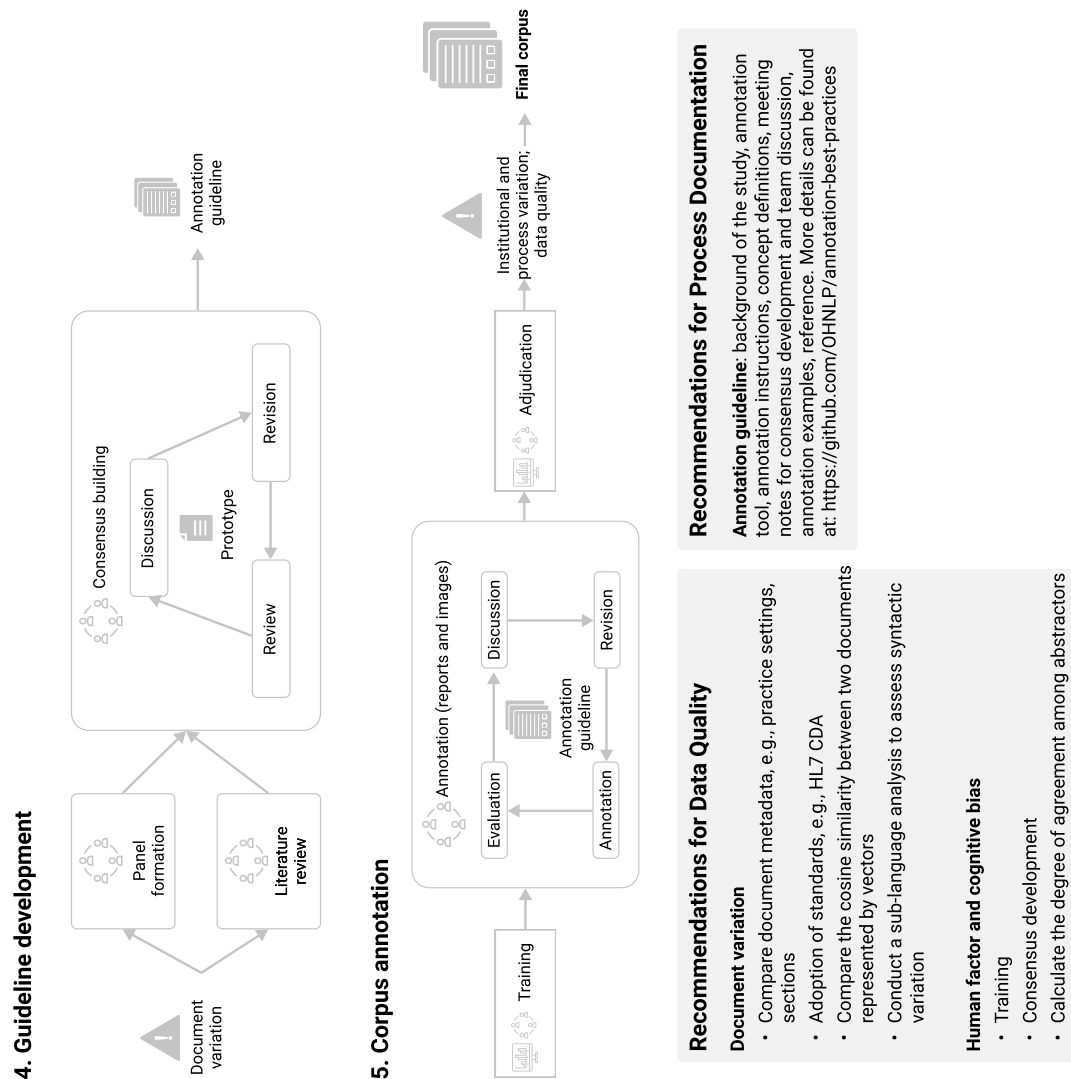 4. Guideline development
Document
variation
Panel
formation
Literature
review
Consensus building
Discussion
Prototype
Review
Revision
Annotation
guideline
5. Corpus annotation
Training
Annotation (reports and images)
Evaluation
Discussion
Annotation
guideline
Annotation
Revision
Adjudication
Institutional and
process variation;
data quality
Final corpus
Recommendations for Data Quality
Document variation
• Compare document metadata, e.g., practice settings,
sections
• Adoption of standards, e.g., HL7 CDA
• Compare the cosine similarity between two documents
represented by vectors
• Conduct a sub-language analysis to assess syntactic
variation
Human factor and cognitive bias
• Training
• Consensus development
• Calculate the degree of agreement among abstractors
Recommendations for Process Documentation
Annotation guideline: background of the study, annotation
tool, annotation instructions, concept definitions, meeting
notes for consensus development and team discussion,
annotation examples, reference. More details can be found
at: https://github.com/OHNLP/annotation-best-practices